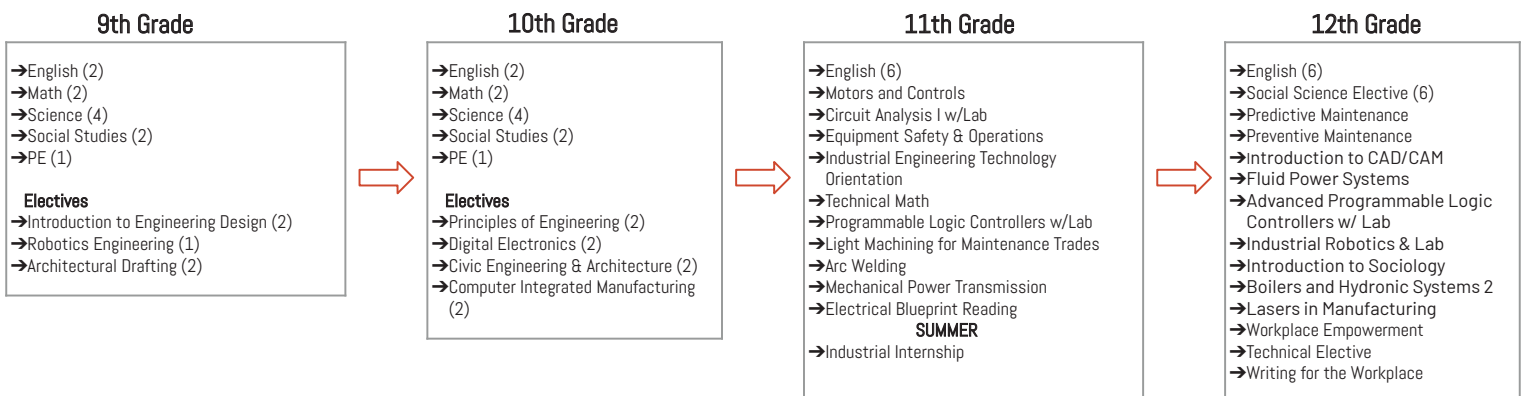 9th Grade
➔English (2)
➔Math (2)
➔Science (4)
➔Social Studies (2)
➔PE (1)
Electives
➔Introduction to Engineering Design (2)
➔Robotics Engineering (1)
➔Architectural Drafting (2)
10th Grade
➔English (2)
➔Math (2)
➔Science (4)
➔Social Studies (2)
➔PE (1)
Electives
➔Principles of Engineering (2)
➔Digital Electronics (2)
➔Civic Engineering & Architecture (2)
➔Computer Integrated Manufacturing
(2)
11th Grade
➔English (6)
➔Motors and Controls
➔Circuit Analysis I w/Lab
➔Equipment Safety & Operations
➔Industrial Engineering Technology
Orientation
➔Technical Math
➔Programmable Logic Controllers w/Lab
➔Light Machining for Maintenance Trades
➔Arc Welding
➔Mechanical Power Transmission
➔Electrical Blueprint Reading
SUMMER
➔Industrial Internship
12th Grade
➔English (6)
➔Social Science Elective (6)
➔Predictive Maintenance
➔Preventive Maintenance
➔Introduction to CAD/CAM
➔Fluid Power Systems
➔Advanced Programmable Logic
Controllers w/ Lab
➔Industrial Robotics & Lab
➔Introduction to Sociology
➔Boilers and Hydronic Systems 2
➔Lasers in Manufacturing
➔Workplace Empowerment
➔Technical Elective
➔Writing for the Workplace